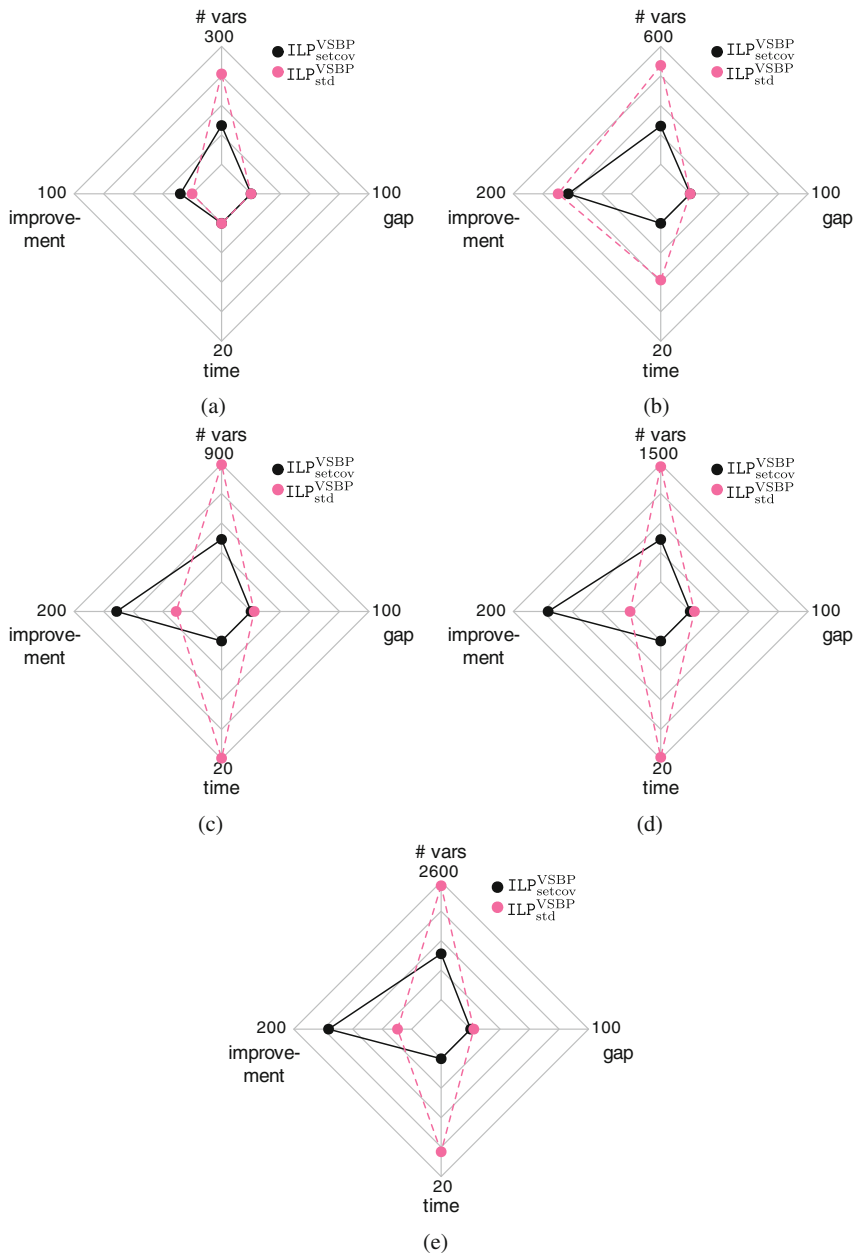 # vars
300
ILP^VSBP_setcov
ILP^VSBP_std
100
improve-
ment
100
gap
20
time
(a)
# vars
600
ILP^VSBP_setcov
ILP^VSBP_std
200
improve-
ment
100
gap
20
time
(b)
# vars
900
ILP^VSBP_setcov
ILP^VSBP_std
200
improve-
ment
100
gap
20
time
(c)
# vars
1500
ILP^VSBP_setcov
ILP^VSBP_std
200
improve-
ment
100
gap
20
time
(d)
# vars
2600
ILP^VSBP_setcov
ILP^VSBP_std
200
improve-
ment
100
gap
20
time
(e)